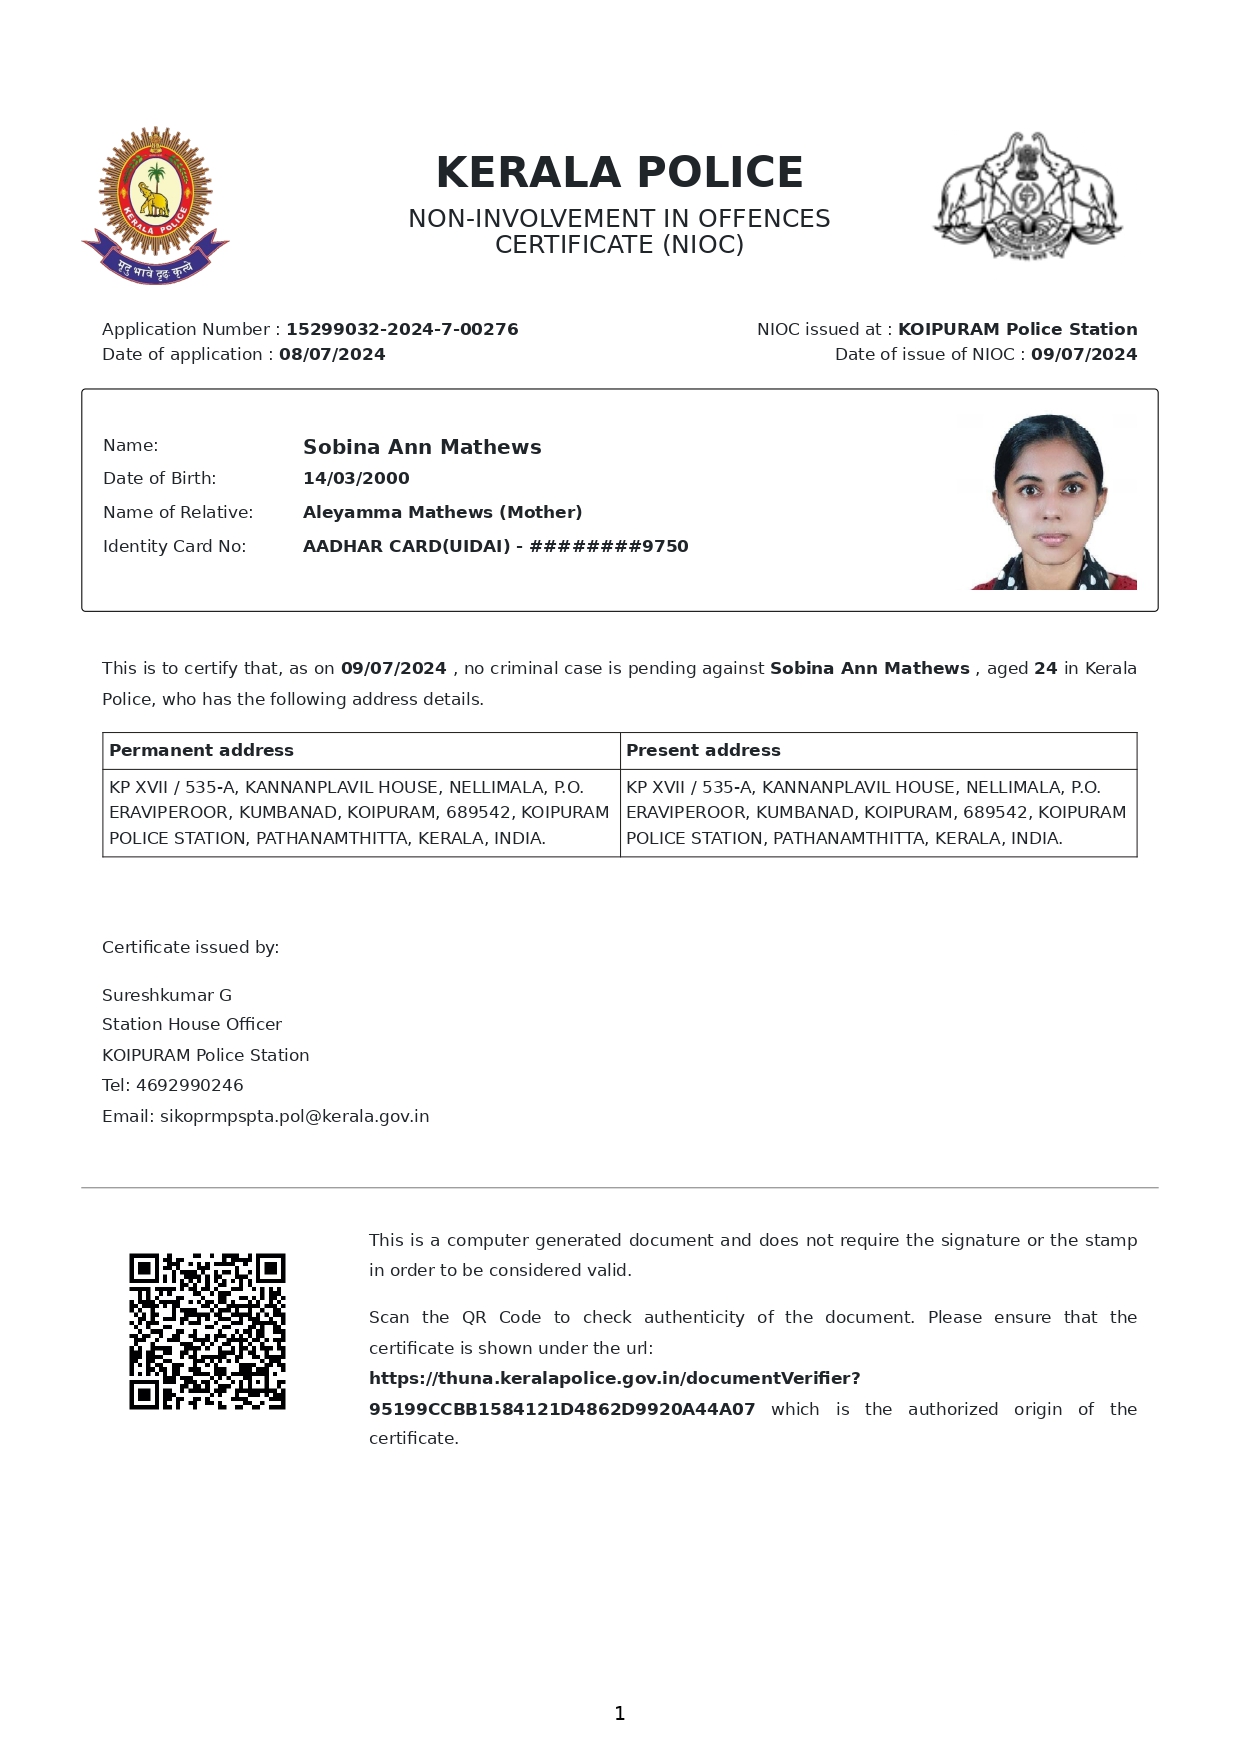 KERALA POLICE
मृदु भावे दृढ कृत्ये
KERALA POLICE
NON-INVOLVEMENT IN OFFENCES
CERTIFICATE (NIOC)
Application Number : 15299032-2024-7-00276
NIOC issued at : KOIPURAM Police Station
Date of application : 08/07/2024
Date of issue of NIOC : 09/07/2024
Name: Sobina Ann Mathews
Date of Birth: 14/03/2000
Name of Relative: Aleyamma Mathews (Mother)
Identity Card No: AADHAR CARD(UIDAI) - ########9750
This is to certify that, as on 09/07/2024 , no criminal case is pending against Sobina Ann Mathews , aged 24 in Kerala
Police, who has the following address details.
Permanent address
KP XVII / 535-A, KANNANPLAVIL HOUSE, NELLIMALA, P.O.
ERAVIPEROOR, KUMBANAD, KOIPURAM, 689542, KOIPURAM
POLICE STATION, PATHANAMTHITTA, KERALA, INDIA.
Present address
KP XVII / 535-A, KANNANPLAVIL HOUSE, NELLIMALA, P.O.
ERAVIPEROOR, KUMBANAD, KOIPURAM, 689542, KOIPURAM
POLICE STATION, PATHANAMTHITTA, KERALA, INDIA.
Certificate issued by:
Sureshkumar G
Station House Officer
KOIPURAM Police Station
Tel: 4692990246
Email: sikoprmpspta.pol@kerala.gov.in
This is a computer generated document and does not require the signature or the stamp
in order to be considered valid.
Scan the QR Code to check authenticity of the document. Please ensure that the
certificate is shown under the url:
https://thuna.keralapolice.gov.in/documentVerifier?
95199CCBB1584121D4862D9920A44A07 which is the authorized origin of the
certificate.
1